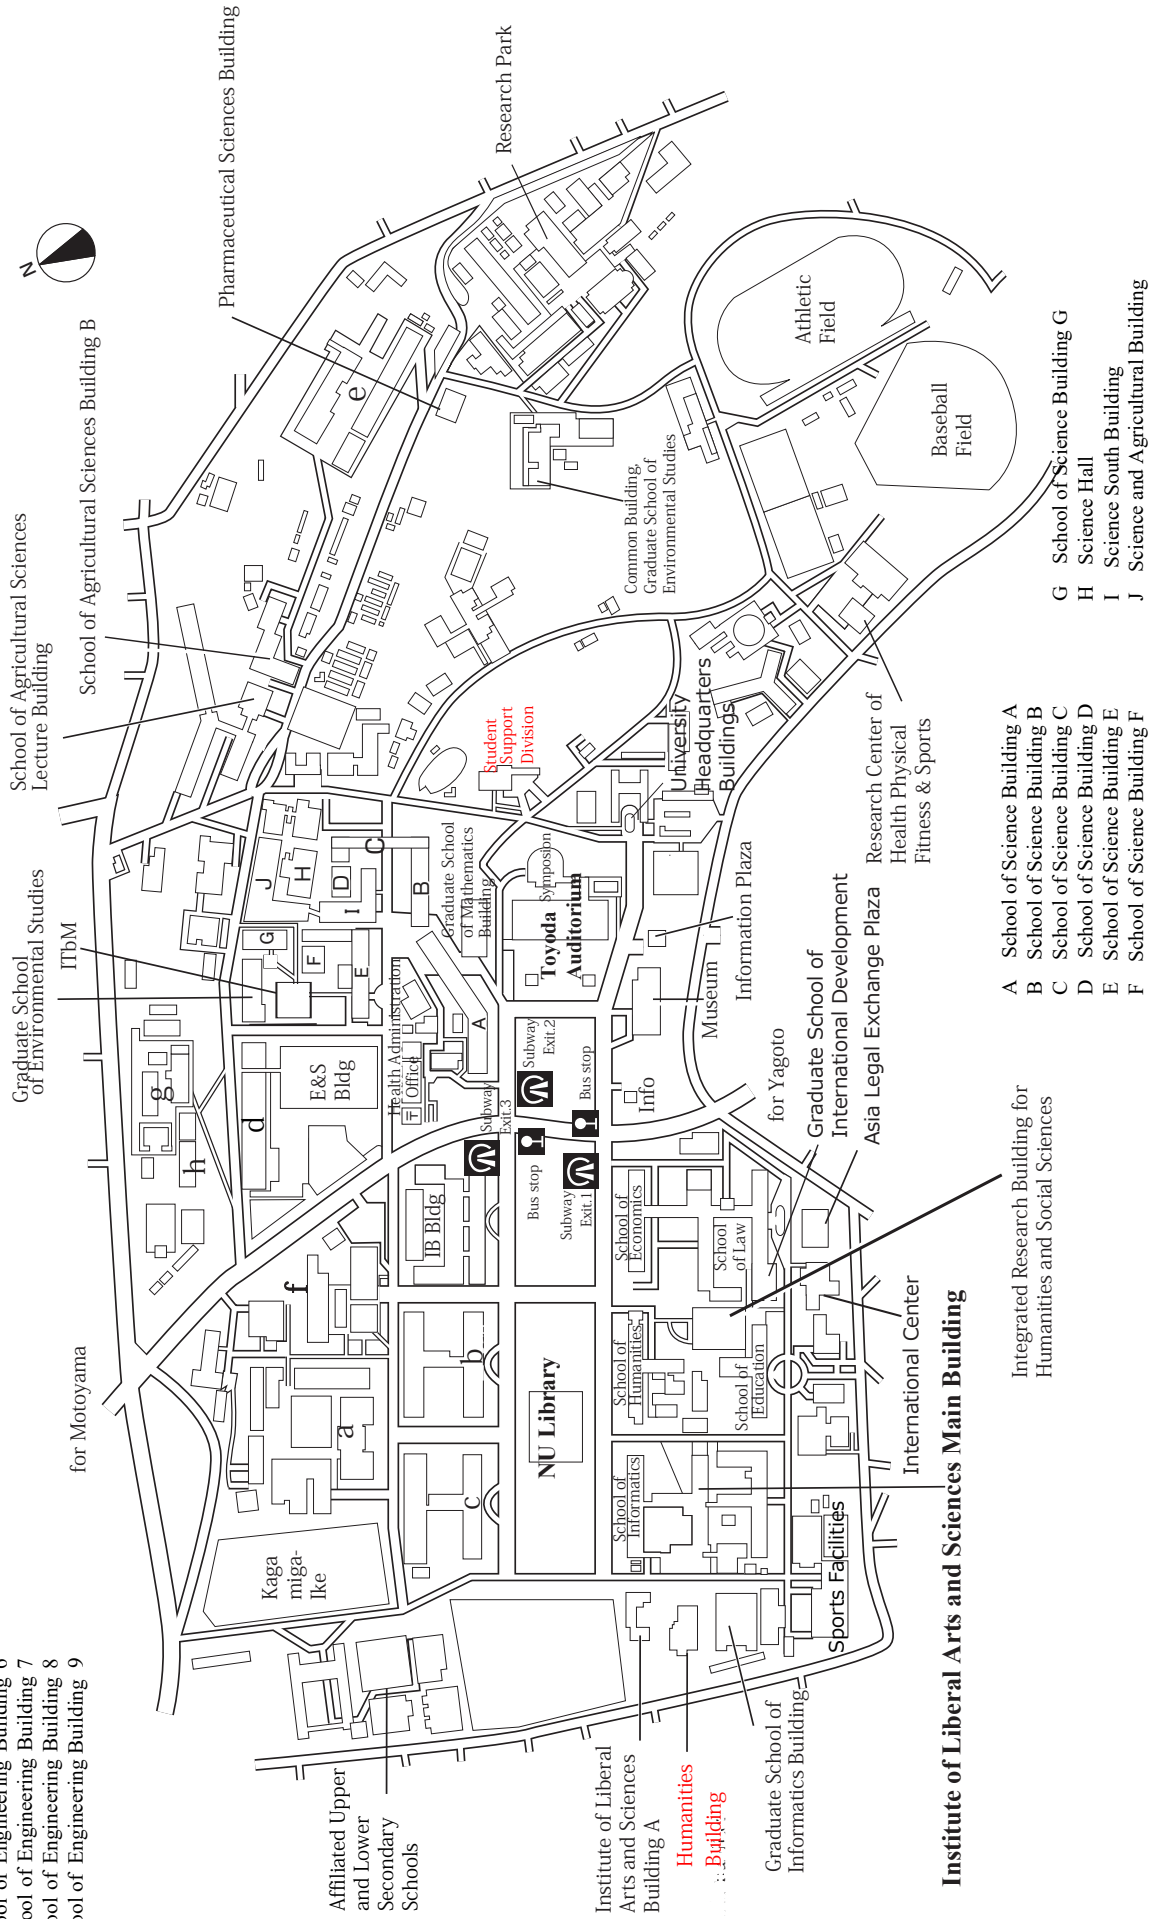 ool of Engineering Building 7
ool of Engineering Building 8
ool of Engineering Building 9
for Motoyama
Graduate School
of Environmental Studies
ITbM
School of Agricultural Sciences
Lecture Building
School of Agricultural Sciences Building B
Pharmaceutical Sciences Building
Research Park
N
Affiliated Upper
and Lower
Secondary
Schools
Kaga
miga-
Ike
a
f
h
g
d
E&S
Bldg
J
H
D
I
G
F
E
C
B
A
e
c
b
IB Bldg
Health Administration
Office
〒
Graduate School
of Mathematics
Building
Student
Support
Division
Subway
Exit.3
Subway
Exit.2
Bus stop
Bus stop
Subway
Exit.1
NU Library
Toyoda
Auditorium
Symposion
Common Building,
Graduate School of
Environmental Studies
Athletic
Field
Baseball
Field
University
Headquarters
Buildings
Information Plaza
Museum
Info
for Yagoto
School of
Informatics
School of
Humanities
School of
Education
School of
Economics
School
of Law
Graduate School of
International Development
Asia Legal Exchange Plaza
Research Center of
Health Physical
Fitness & Sports
Institute of Liberal
Arts and Sciences
Building A
Humanities
Building
Graduate School of
Informatics Building
Sports Facilities
International Center
Institute of Liberal Arts and Sciences Main Building
Integrated Research Building for
Humanities and Social Sciences
A School of Science Building A
B School of Science Building B
C School of Science Building C
D School of Science Building D
E School of Science Building E
F School of Science Building F
G School of Science Building G
H Science Hall
I Science South Building
J Science and Agricultural Building